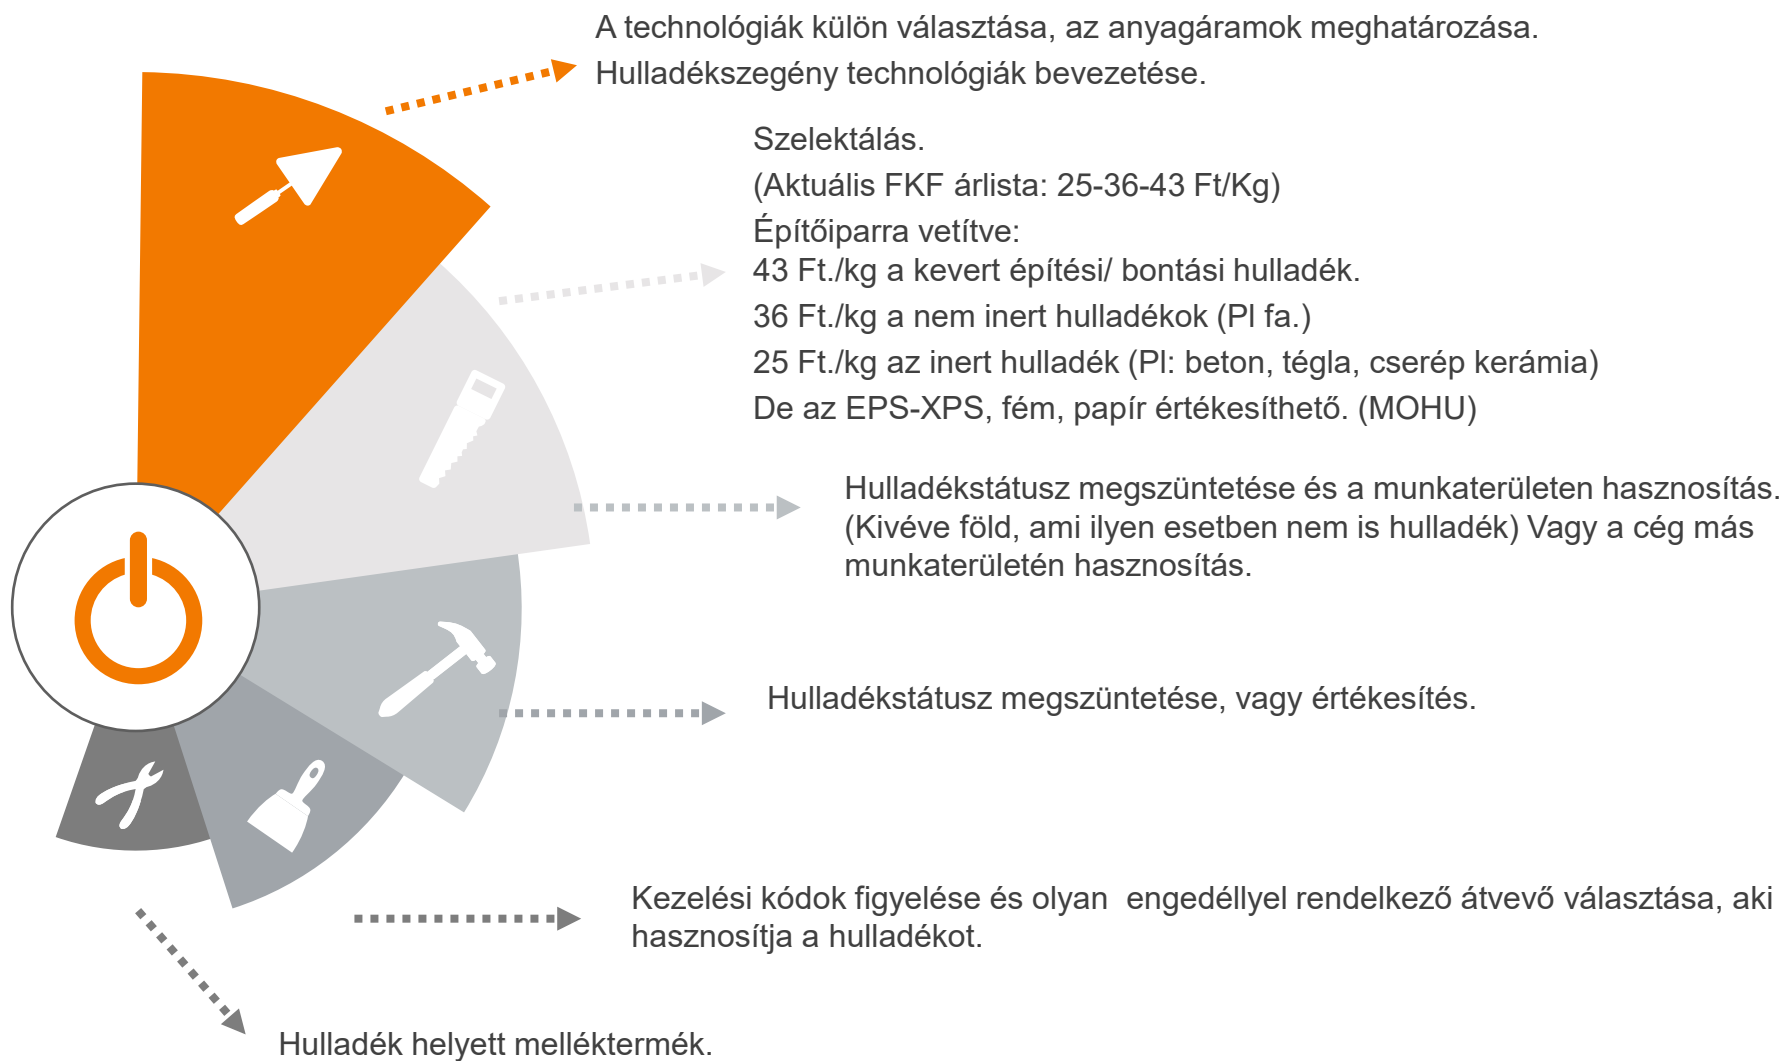 A technológiák külön választása, az anyagáramok meghatározása.
Hulladékszegény technológiák bevezetése.
Szelektálás.
(Aktuális FKF árlista: 25-36-43 Ft/Kg)
Építőiparra vetítve:
43 Ft./kg a kevert építési/ bontási hulladék.
36 Ft./kg a nem inert hulladékok (Pl fa.)
25 Ft./kg az inert hulladék (Pl: beton, tégla, cserép kerámia)
De az EPS-XPS, fém, papír értékesíthető. (MOHU)
Hulladékstátusz megszüntetése és a munkaterületen hasznosítás.
(Kivéve föld, ami ilyen esetben nem is hulladék) Vagy a cég más
munkaterületén hasznosítás.
Hulladékstátusz megszüntetése, vagy értékesítés.
Kezelési kódok figyelése és olyan  engedéllyel rendelkező átvevő választása, aki
hasznosítja a hulladékot.
Hulladék helyett melléktermék.